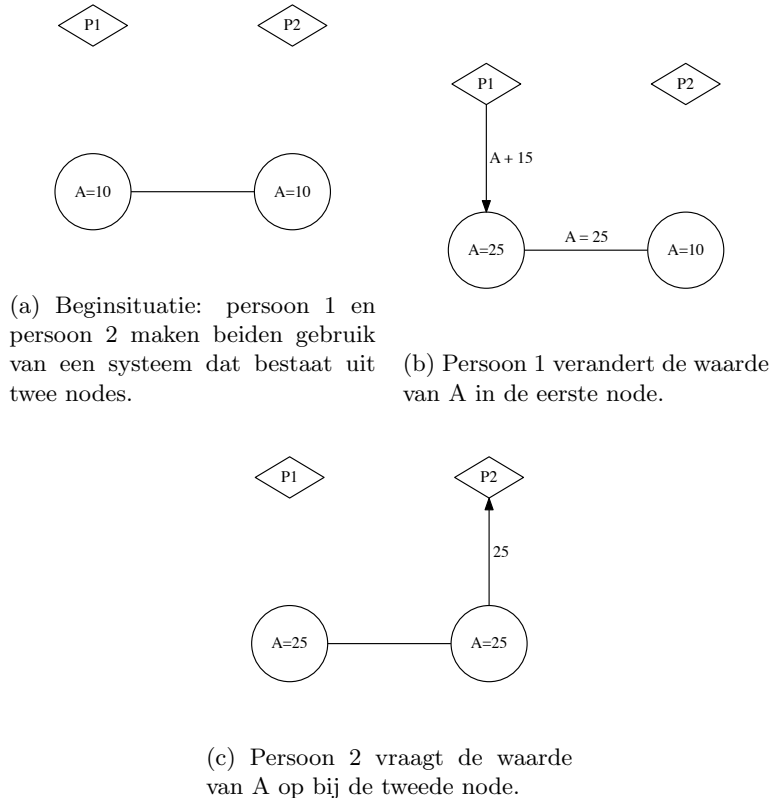 P1 P2
A=10 A=10
(a) Beginsituatie: persoon 1 en
persoon 2 maken beiden gebruik
van een systeem dat bestaat uit
twee nodes.
P1 P2
A + 15
A = 25
A=25 A=10
(b) Persoon 1 verandert de waarde
van A in de eerste node.
P1 P2
25
A=25 A=25
(c) Persoon 2 vraagt de waarde
van A op bij de tweede node.